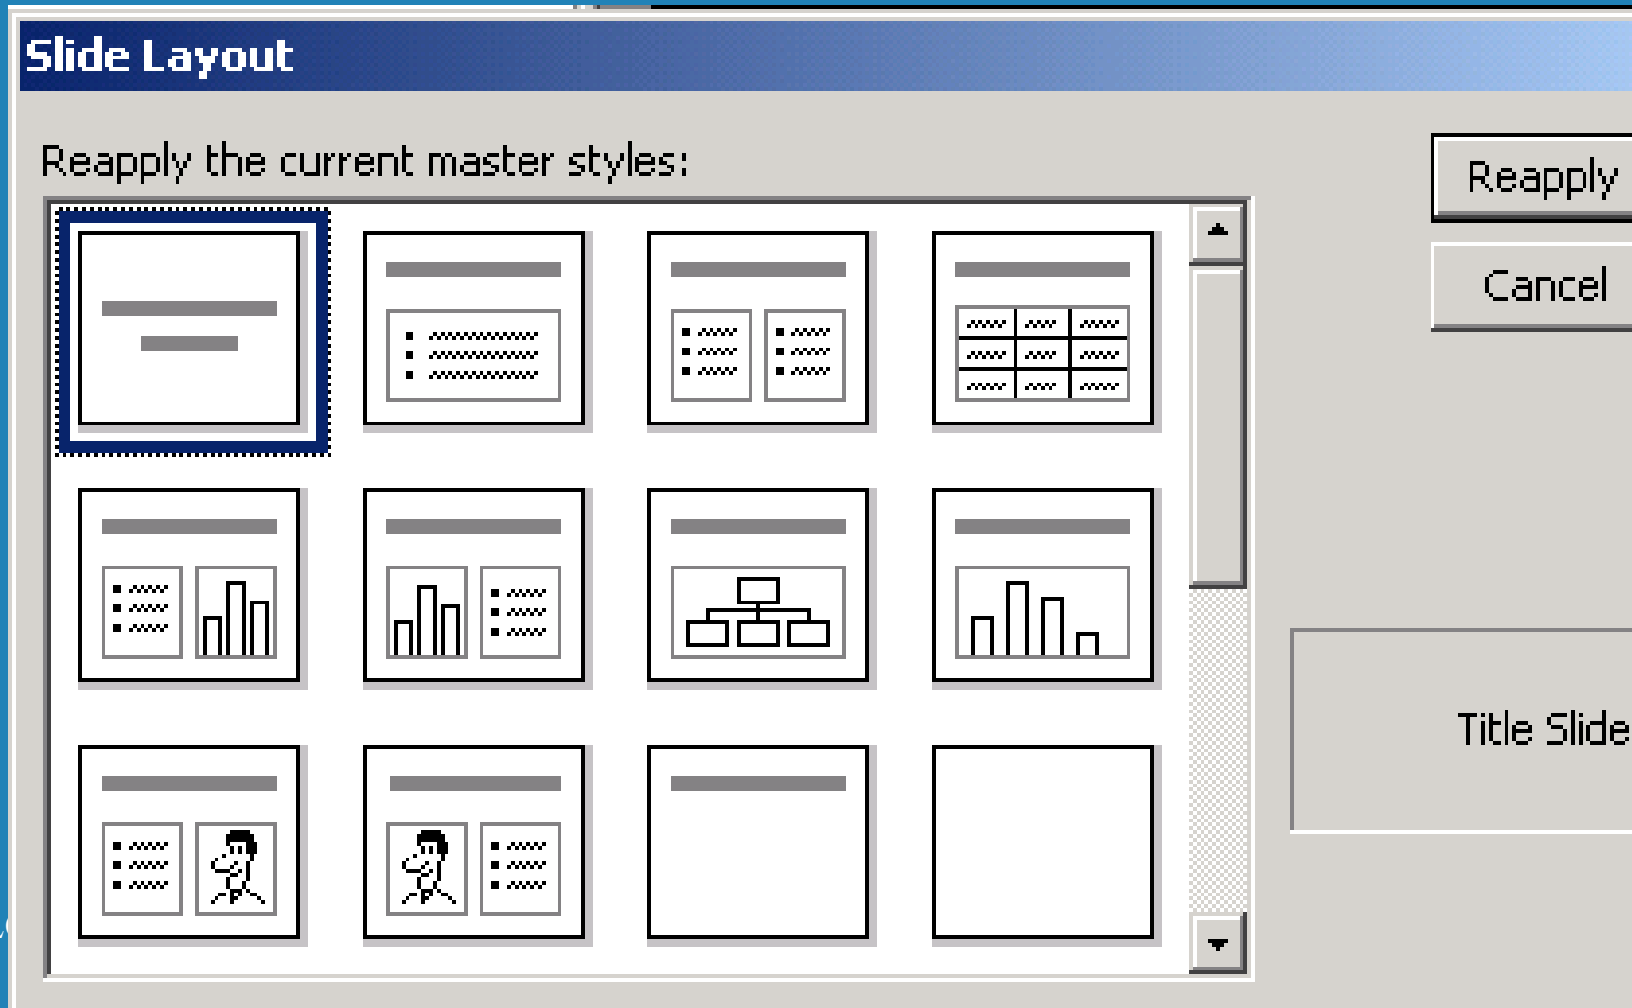 Slide Layout
Reapply the current master styles:
Reapply
Cancel
Title Slide